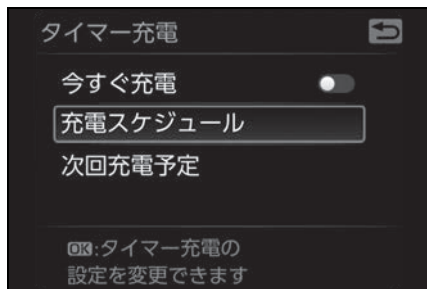 タイマー充電
今すぐ充電
充電スケジュール
次回充電予定
OK:タイマー充電の
設定を変更できます